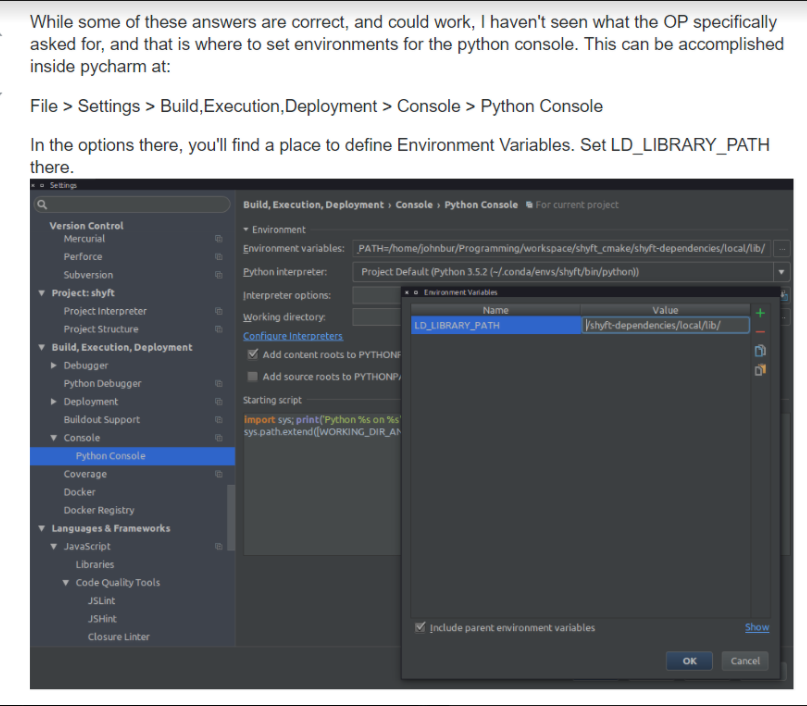 While some of these answers are correct, and could work, I haven't seen what the OP specifically
asked for, and that is where to set environments for the python console. This can be accomplished
inside pycharm at:
File > Settings > Build,Execution,Deployment > Console > Python Console
In the options there, you'll find a place to define Environment Variables. Set LD_LIBRARY_PATH
there.
Settings
Version Control
Mercurial
Perforce
Subversion
Project: shyft
Project Interpreter
Project Structure
Build, Execution, Deployment
Debugger
Python Debugger
Deployment
Buildout Support
Console
Python Console
Coverage
Docker
Docker Registry
Languages & Frameworks
JavaScript
Libraries
Code Quality Tools
JSLint
JSHint
Closure Linter
Build, Execution, Deployment › Console › Python Console For current project
Environment
Environment variables: PATH=/home/johnbur/Programming/workspace/shyft_cmake/shyft-dependencies/local/lib/ ...
Python interpreter: Project Default (Python 3.5.2 (~/.conda/envs/shyft/bin/python))
Interpreter options:
Working directory:
Configure Interpreters
Add content roots to PYTHONP
Add source roots to PYTHONPA
Starting script
import sys; print('Python %s on %s'
sys.path.extend([WORKING_DIR_AN
Environment Variables
Name Value
LD_LIBRARY_PATH /shyft-dependencies/local/lib/
Include parent environment variables Show
OK Cancel